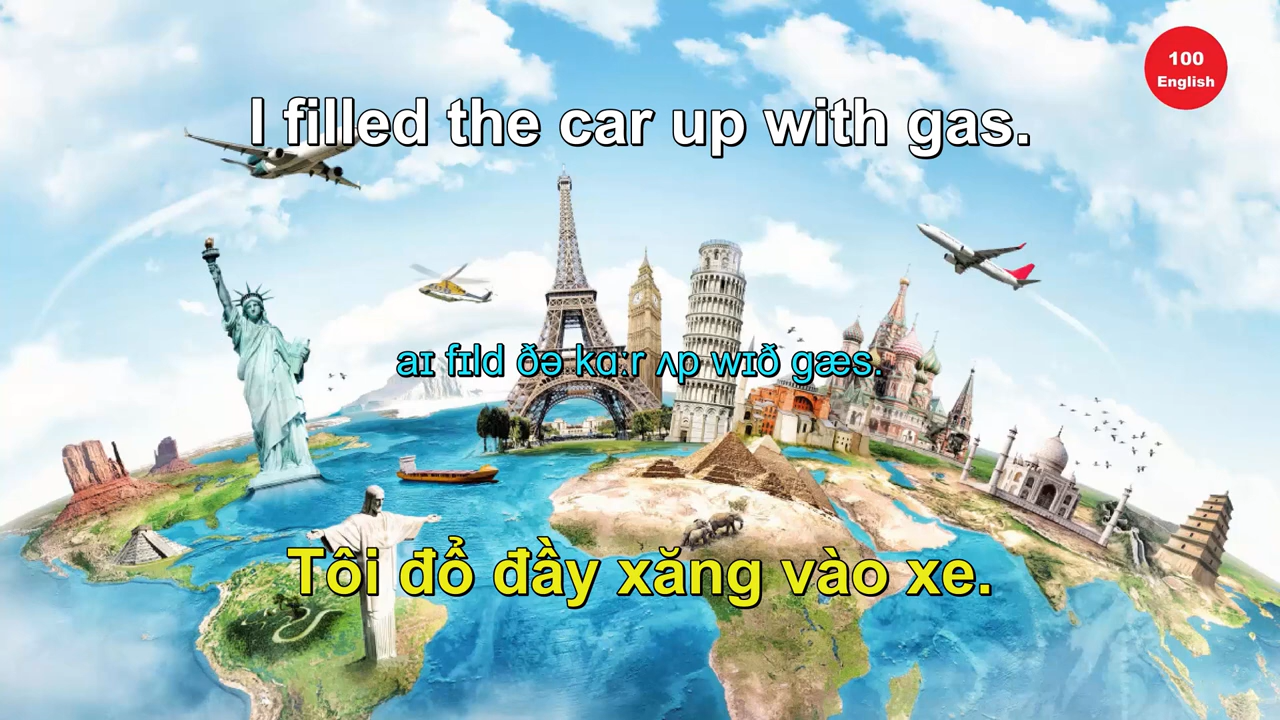 100
English
I filled the car up with gas.
aɪ fɪld ðə kɑːr ʌp wɪð gæs.
Tôi đổ đầy xăng vào xe.